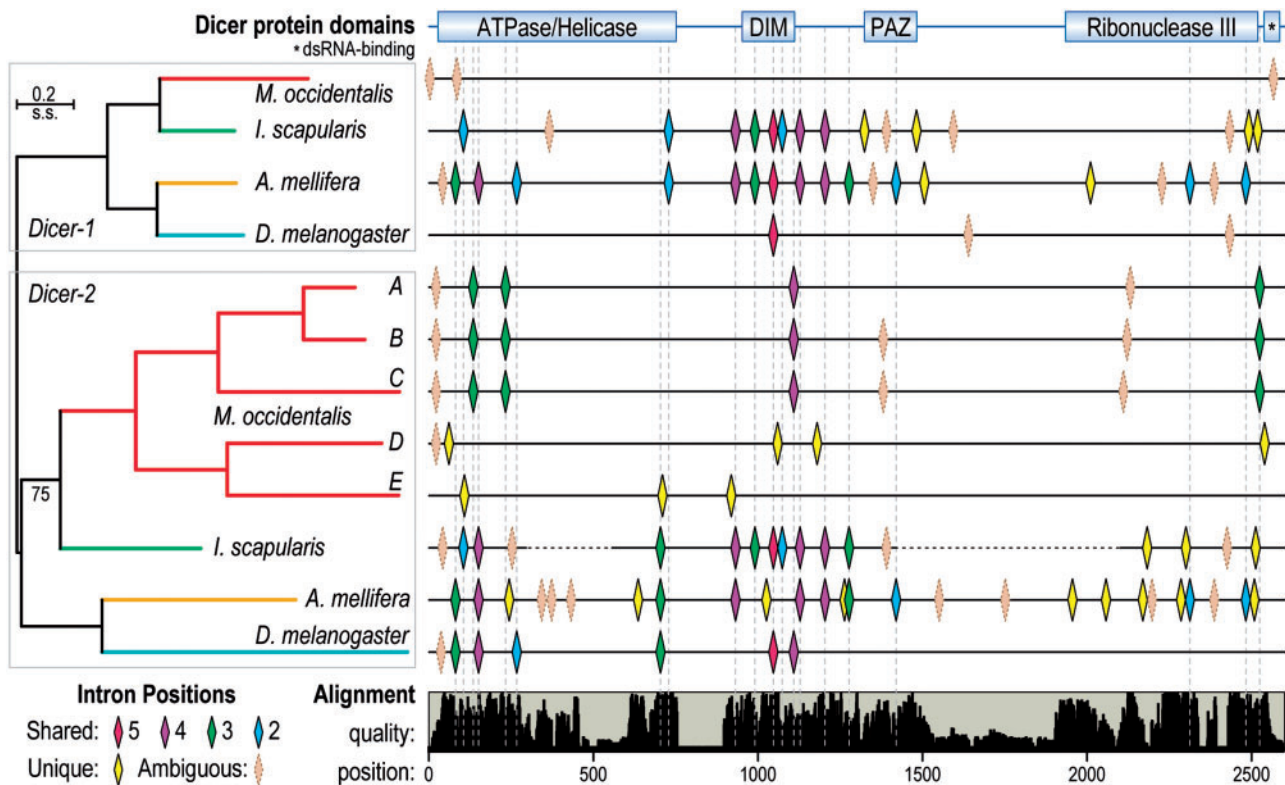 Dicer protein domains
* dsRNA-binding
ATPase/Helicase
DIM
PAZ
Ribonuclease III
*
0.2
s.s.
M. occidentalis
I. scapularis
A. mellifera
Dicer-1
D. melanogaster
Dicer-2
A
B
C
M. occidentalis
D
75
E
I. scapularis
A. mellifera
D. melanogaster
Intron Positions
Shared: 5 4 3 2
Unique: Ambiguous:
Alignment
quality:
position: 0 500 1000 1500 2000 2500